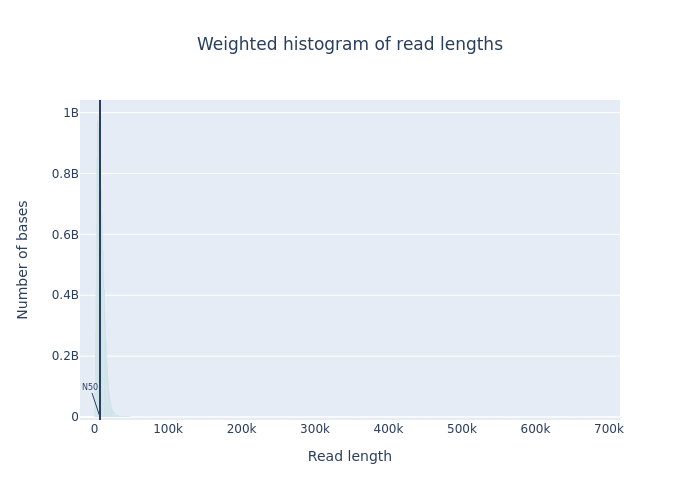 Weighted histogram of read lengths
Number of bases
1B
0.8B
0.6B
0.4B
0.2B
0
N50
0
100k
200k
300k
400k
500k
600k
700k
Read length